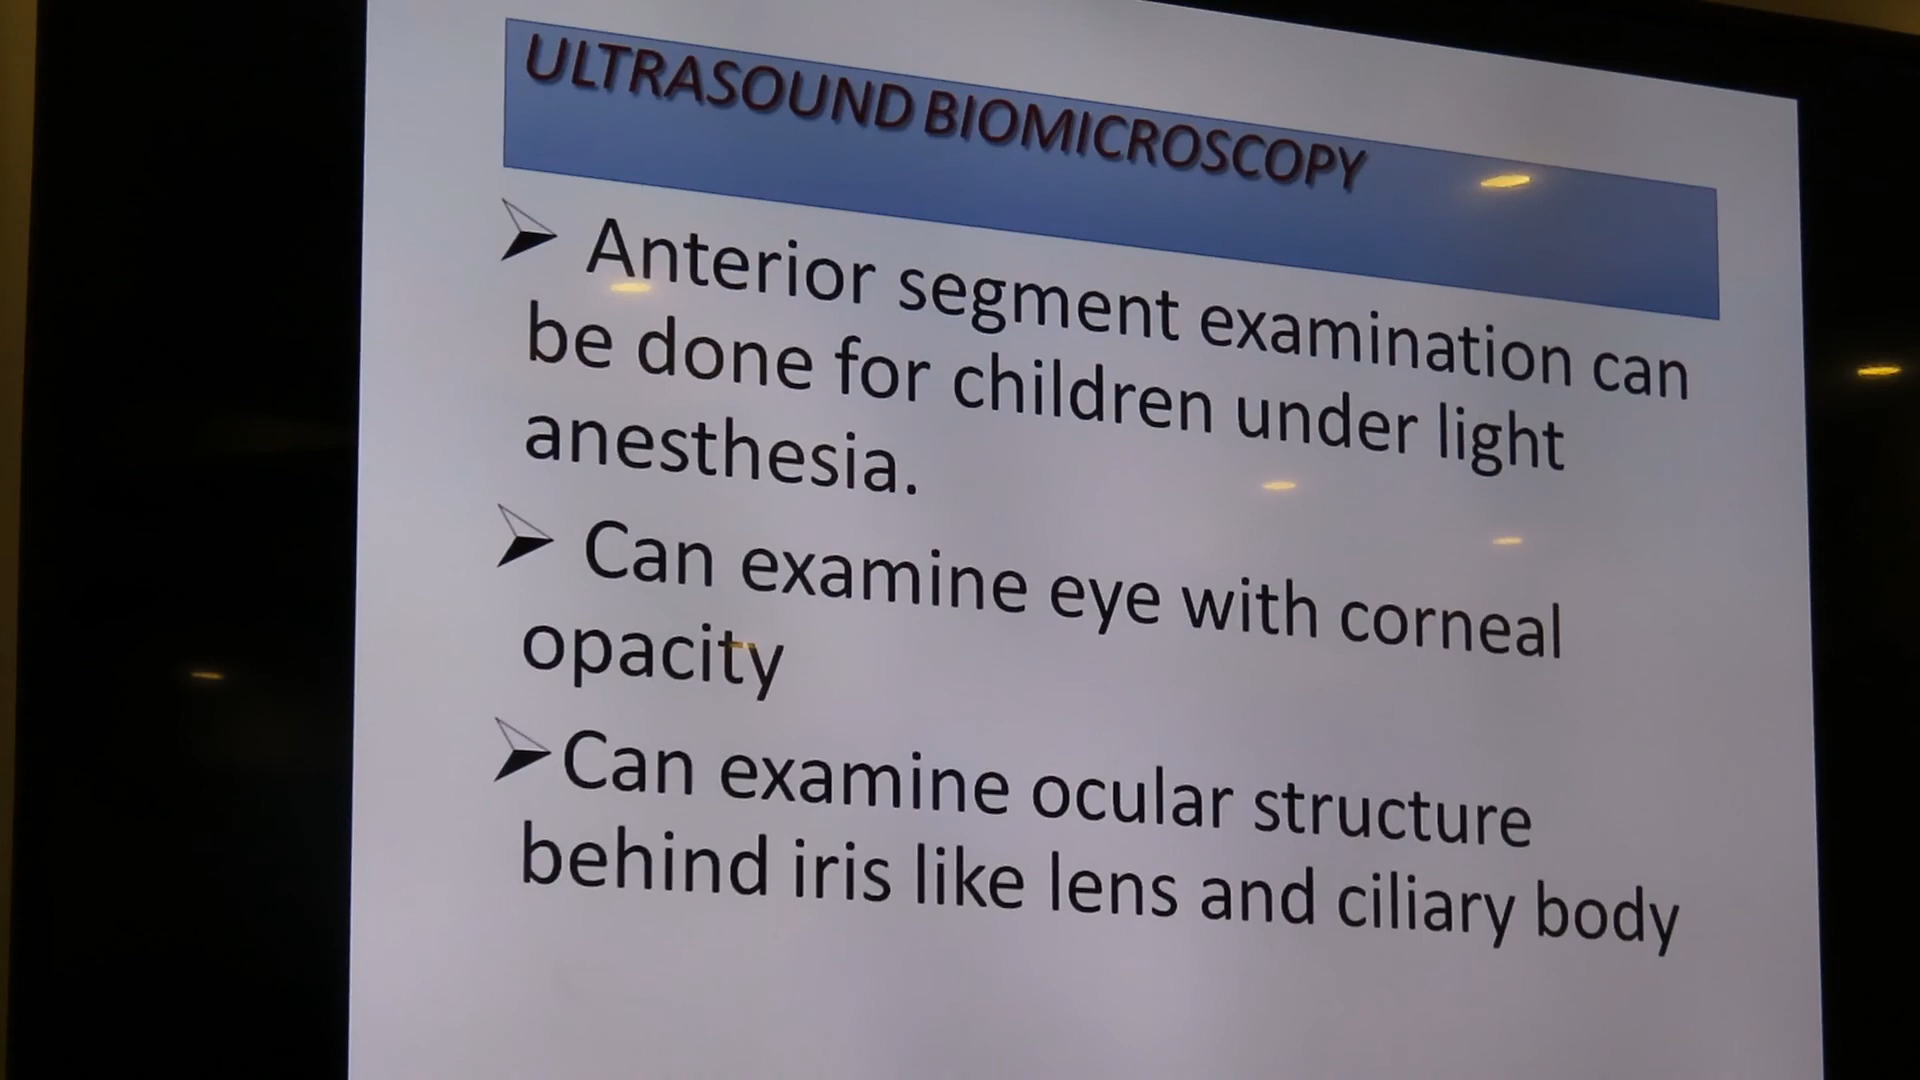 ULTRASOUND BIOMICROSCOPY
Anterior segment examination can
be done for children under light
anesthesia.
Can examine eye with corneal
opacity
Can examine ocular structure
behind iris like lens and ciliary body